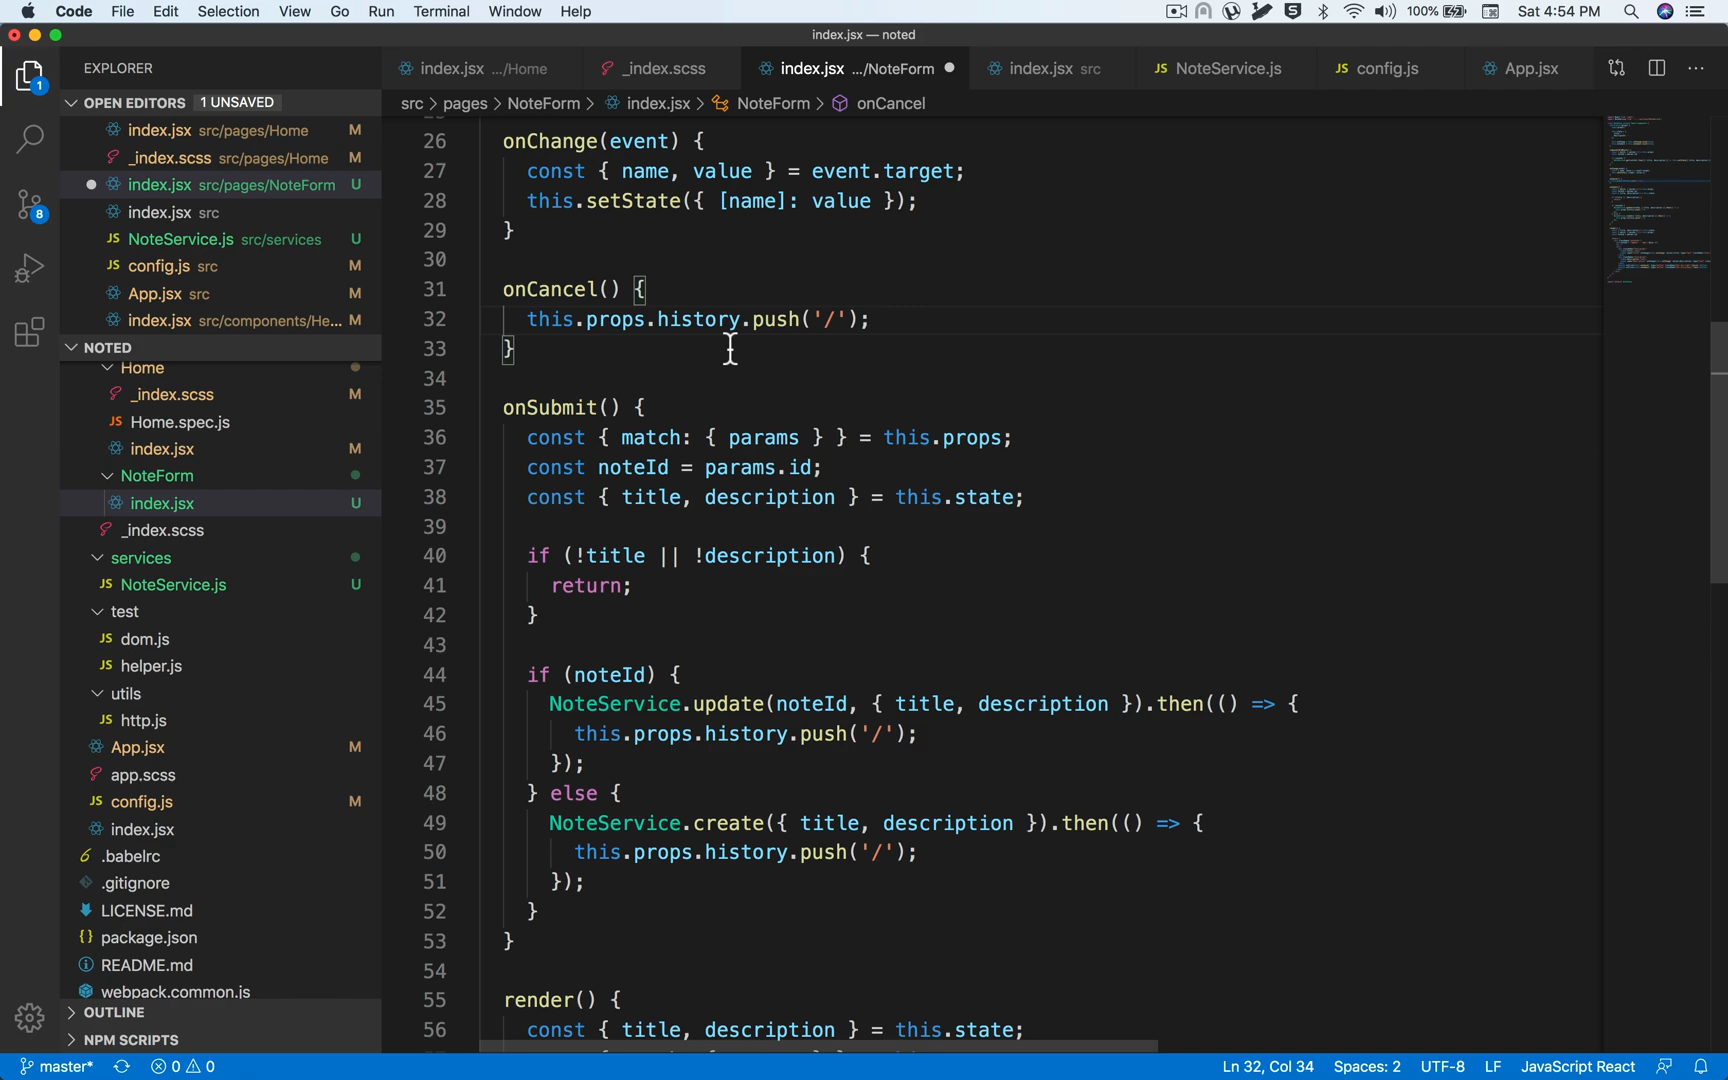 Code File Edit Selection View Go Run Terminal Window Help 100% Sat 4:54 PM
index.jsx — noted
EXPLORER
index.jsx .../Home _index.scss index.jsx .../NoteForm index.jsx src NoteService.js config.js App.jsx
OPEN EDITORS 1 UNSAVED
src > pages > NoteForm > index.jsx > NoteForm > onCancel
index.jsx src/pages/Home M
_index.scss src/pages/Home M
index.jsx src/pages/NoteForm U
index.jsx src
NoteService.js src/services U
config.js src M
App.jsx src M
index.jsx src/components/He... M
NOTED
Home
_index.scss M
Home.spec.js
index.jsx M
NoteForm
index.jsx U
_index.scss
services
NoteService.js U
test
dom.js
helper.js
utils
http.js
App.jsx M
app.scss
config.js M
index.jsx
.babelrc
.gitignore
LICENSE.md
package.json
README.md
webpack.common.js
OUTLINE
NPM SCRIPTS
1
8
26 onChange(event) {
27 const { name, value } = event.target;
28 this.setState({ [name]: value });
29 }
30
31 onCancel() {
32 this.props.history.push('/');
33 }
34
35 onSubmit() {
36 const { match: { params } } = this.props;
37 const noteId = params.id;
38 const { title, description } = this.state;
39
40 if (!title || !description) {
41 return;
42 }
43
44 if (noteId) {
45 NoteService.update(noteId, { title, description }).then(() => {
46 this.props.history.push('/');
47 });
48 } else {
49 NoteService.create({ title, description }).then(() => {
50 this.props.history.push('/');
51 });
52 }
53 }
54
55 render() {
56 const { title, description } = this.state;
master* 0 0 Ln 32, Col 34 Spaces: 2 UTF-8 LF JavaScript React